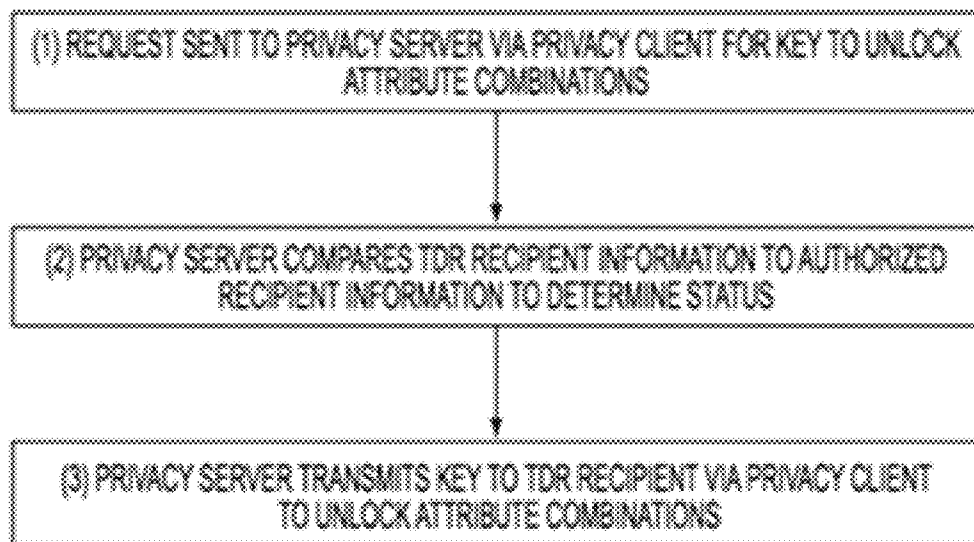 (1) REQUEST SENT TO PRIVACY SERVER VIA PRIVACY CLIENT FOR KEY TO UNLOCK
ATTRIBUTE COMBINATIONS
(2) PRIVACY SERVER COMPARES TDR RECIPIENT INFORMATION TO AUTHORIZED
RECIPIENT INFORMATION TO DETERMINE STATUS
(3) PRIVACY SERVER TRANSMITS KEY TO TDR RECIPIENT VIA PRIVACY CLIENT
TO UNLOCK ATTRIBUTE COMBINATIONS